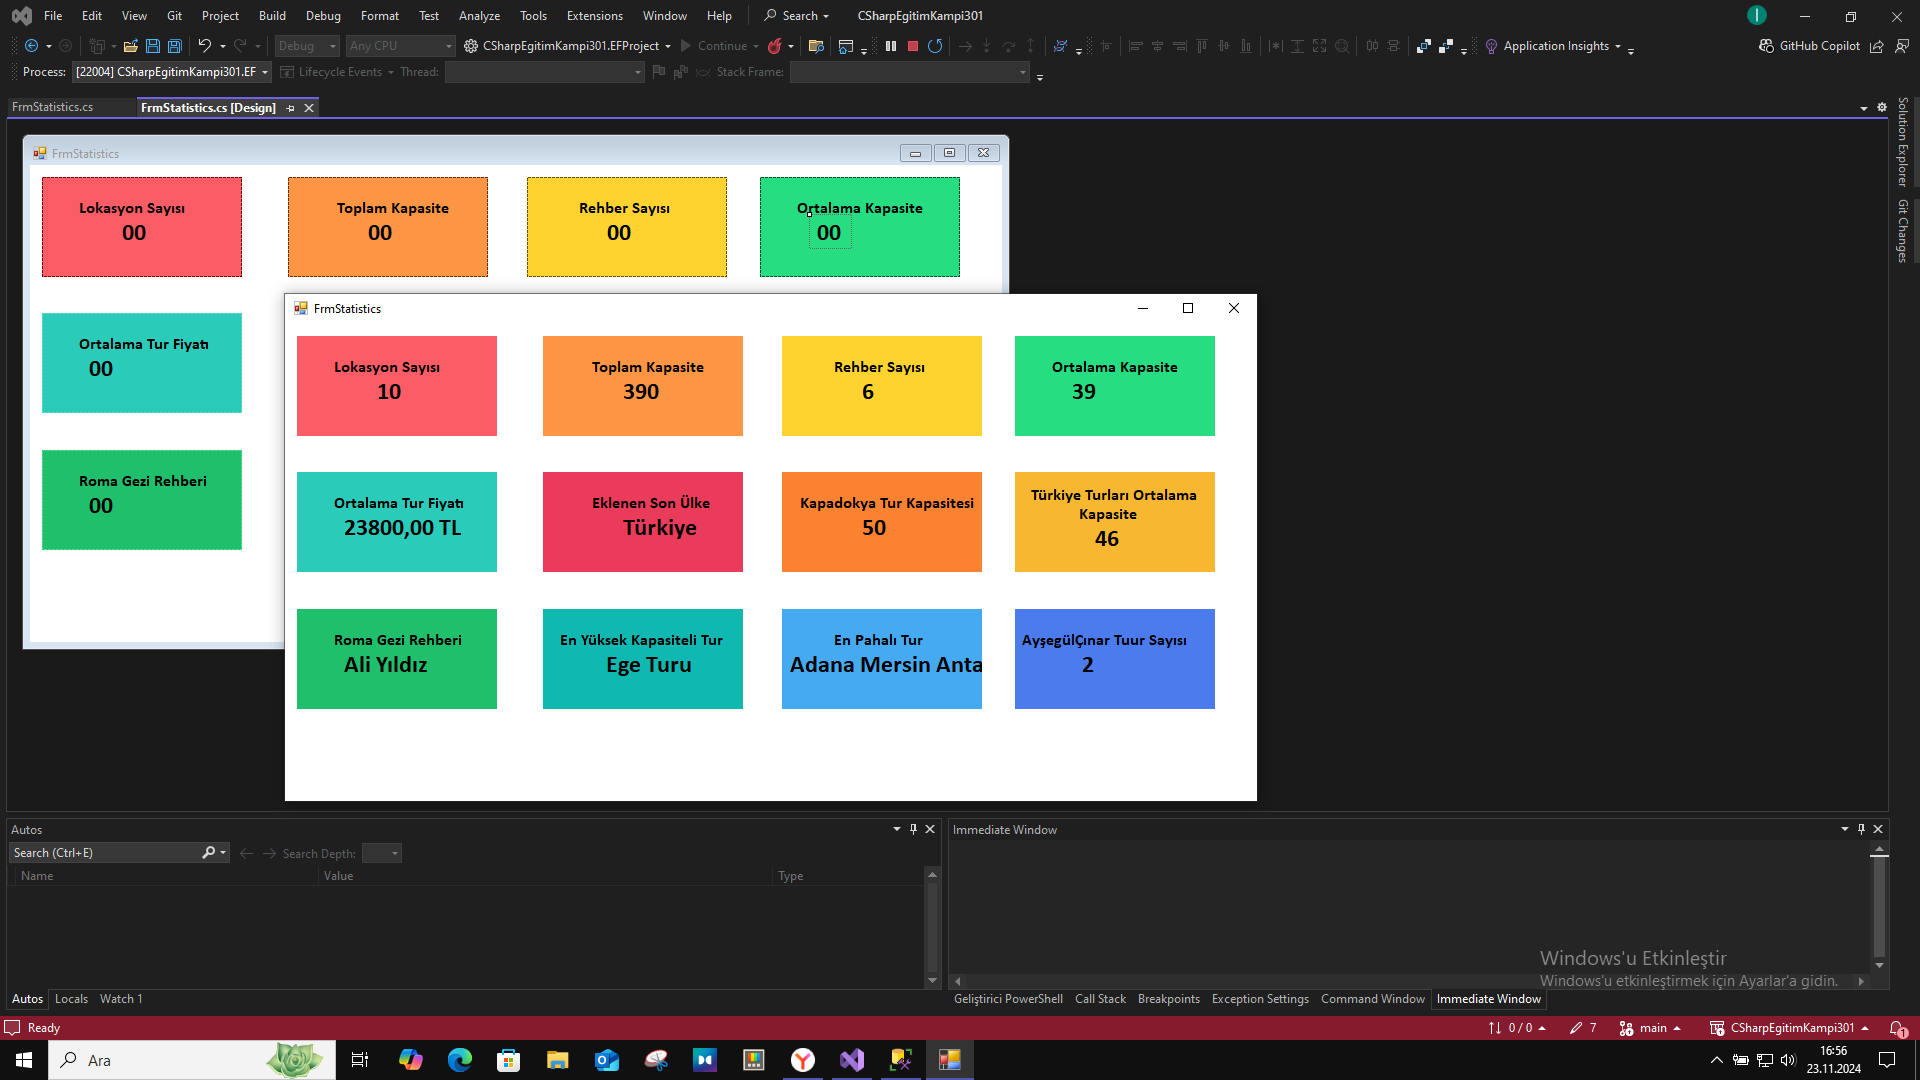 File Edit View Git Project Build Debug Format Test Analyze Tools Extensions Window Help Search CSharpEgitimKampi301
Debug Any CPU CSharpEgitimKampi301.EFProject Continue Application Insights GitHub Copilot
Process: [22004] CSharpEgitimKampi301.EF Lifecycle Events Thread: Stack Frame:
FrmStatistics.cs FrmStatistics.cs [Design]
Solution Explorer
Git Changes
FrmStatistics
Lokasyon Sayısı
00
Toplam Kapasite
00
Rehber Sayısı
00
Ortalama Kapasite
00
Ortalama Tur Fiyatı
00
Roma Gezi Rehberi
00
FrmStatistics
Lokasyon Sayısı
10
Toplam Kapasite
390
Rehber Sayısı
6
Ortalama Kapasite
39
Ortalama Tur Fiyatı
23800,00 TL
Eklenen Son Ülke
Türkiye
Kapadokya Tur Kapasitesi
50
Türkiye Turları Ortalama
Kapasite
46
Roma Gezi Rehberi
Ali Yıldız
En Yüksek Kapasiteli Tur
Ege Turu
En Pahalı Tur
Adana Mersin Anta
AyşegülÇınar Tuur Sayısı
2
Autos
Search (Ctrl+E) Search Depth:
Name Value Type
Autos Locals Watch 1
Immediate Window
Windows'u Etkinleştir
Windows'u etkinleştirmek için Ayarlar'a gidin.
Geliştirici PowerShell Call Stack Breakpoints Exception Settings Command Window Immediate Window
Ready 0 / 0 7 main CSharpEgitimKampi301 1
Ara
16:56
23.11.2024